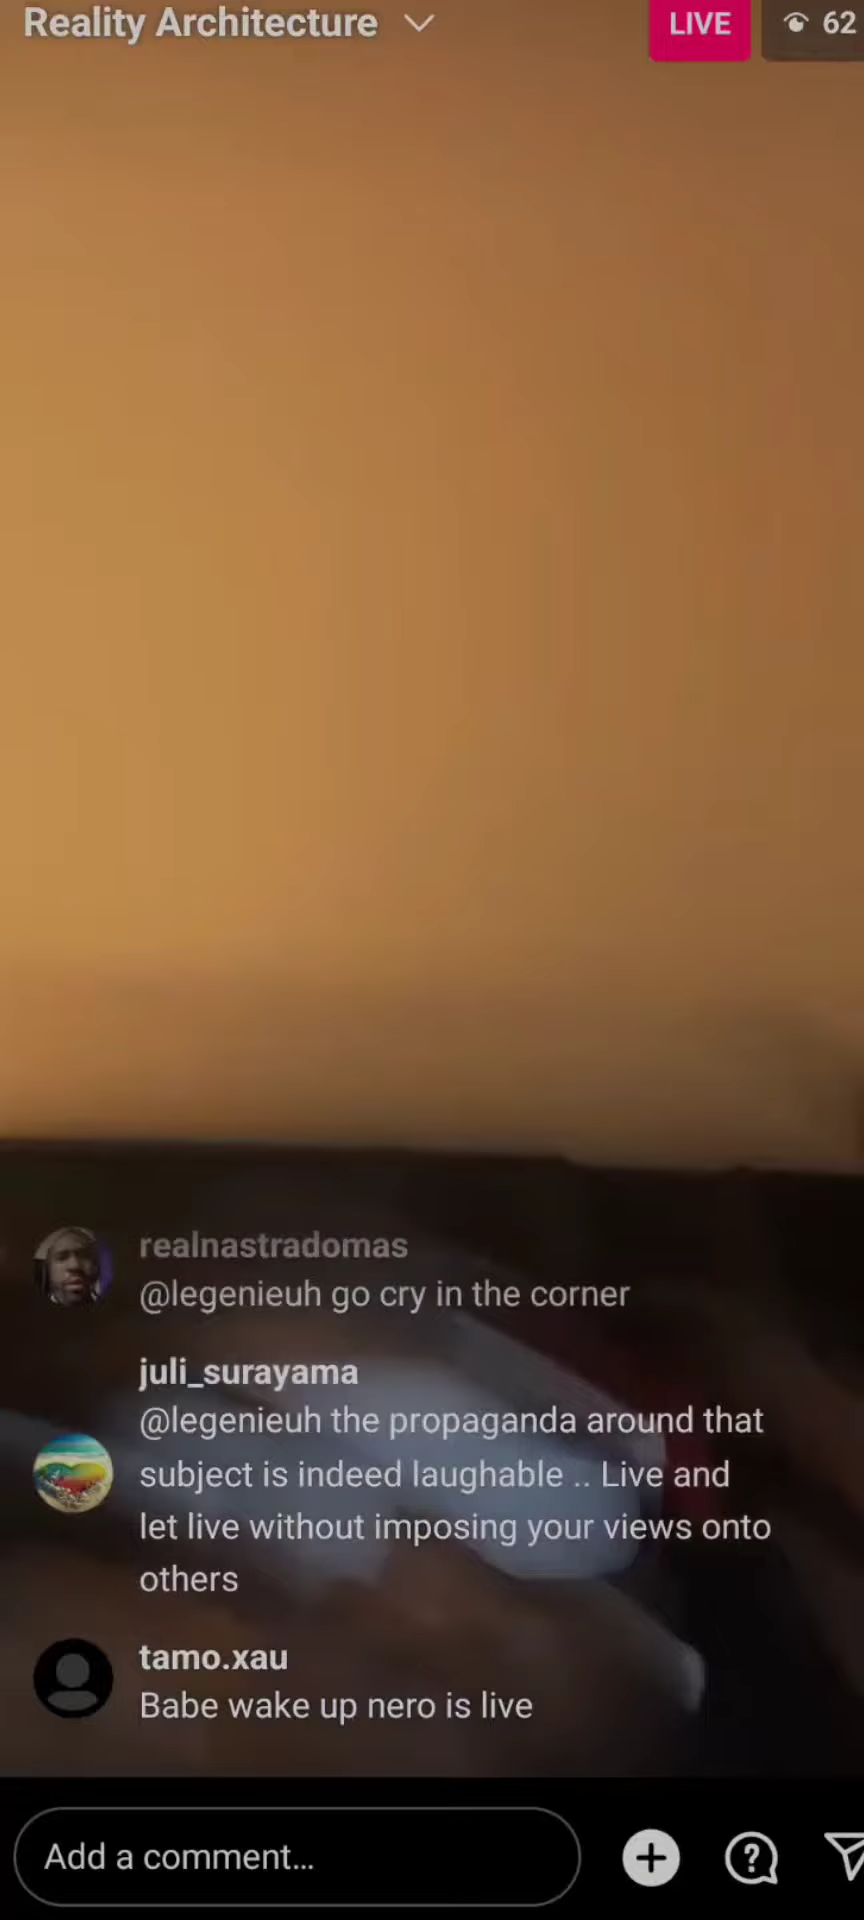 Reality Architecture
LIVE
62
realnastradomas
@legenieuh go cry in the corner
juli_surayama
@legenieuh the propaganda around that
subject is indeed laughable .. Live and
let live without imposing your views onto
others
tamo.xau
Babe wake up nero is live
Add a comment...